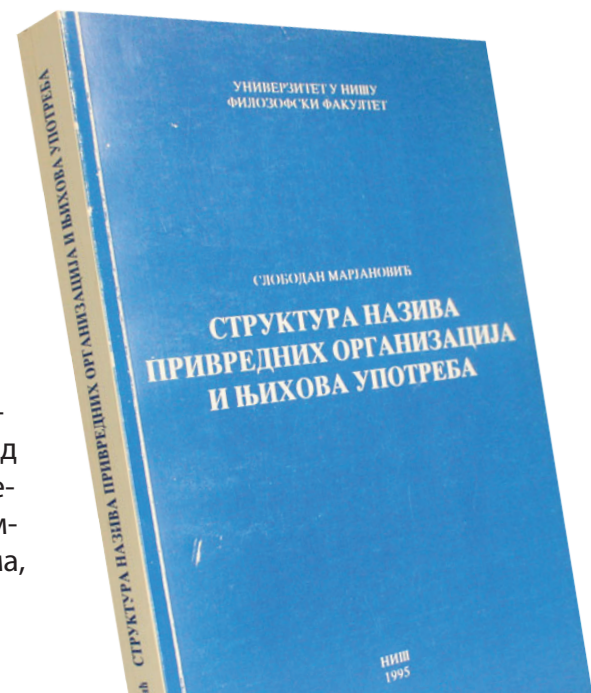 УНИВЕРЗИТЕТ У НИШУ
ФИЛОЗОФСКИ ФАКУЛТЕТ
СЛОБОДАН МАРЈАНОВИЋ
СТРУКТУРА НАЗИВА
ПРИВРЕДНИХ ОРГАНИЗАЦИЈА
И ЊИХОВА УПОТРЕБА
НИШ
1995
СТРУКТУРА НАЗИВА ПРИВРЕДНИХ ОРГАНИЗАЦИЈА И ЊИХОВА УПОТРЕБА